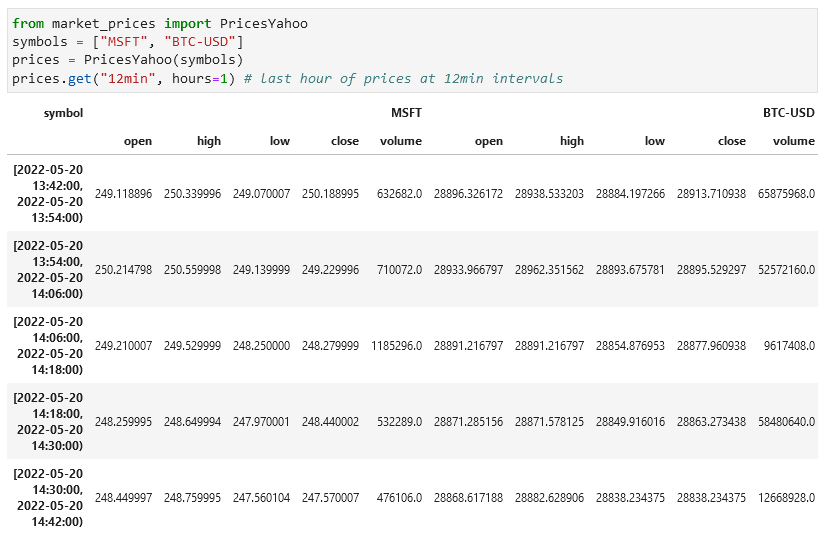 from market_prices import PricesYahoo
symbols = ["MSFT", "BTC-USD"]
prices = PricesYahoo(symbols)
prices.get("12min", hours=1) # last hour of prices at 12min intervals
symbol MSFT BTC-USD
open high low close volume open high low close volume
[2022-05-20
13:42:00,
2022-05-20
13:54:00)
249.118896 250.339996 249.070007 250.188995 632682.0 28896.326172 28938.533203 28884.197266 28913.710938 65875968.0
[2022-05-20
13:54:00,
2022-05-20
14:06:00)
250.214798 250.559998 249.139999 249.229996 710072.0 28933.966797 28962.351562 28893.675781 28895.529297 52572160.0
[2022-05-20
14:06:00,
2022-05-20
14:18:00)
249.210007 249.529999 248.250000 248.279999 1185296.0 28891.216797 28891.216797 28854.876953 28877.960938 9617408.0
[2022-05-20
14:18:00,
2022-05-20
14:30:00)
248.259995 248.649994 247.970001 248.440002 532289.0 28871.285156 28871.578125 28849.916016 28863.273438 58480640.0
[2022-05-20
14:30:00,
2022-05-20
14:42:00)
248.449997 248.759995 247.560104 247.570007 476106.0 28868.617188 28882.628906 28838.234375 28838.234375 12668928.0